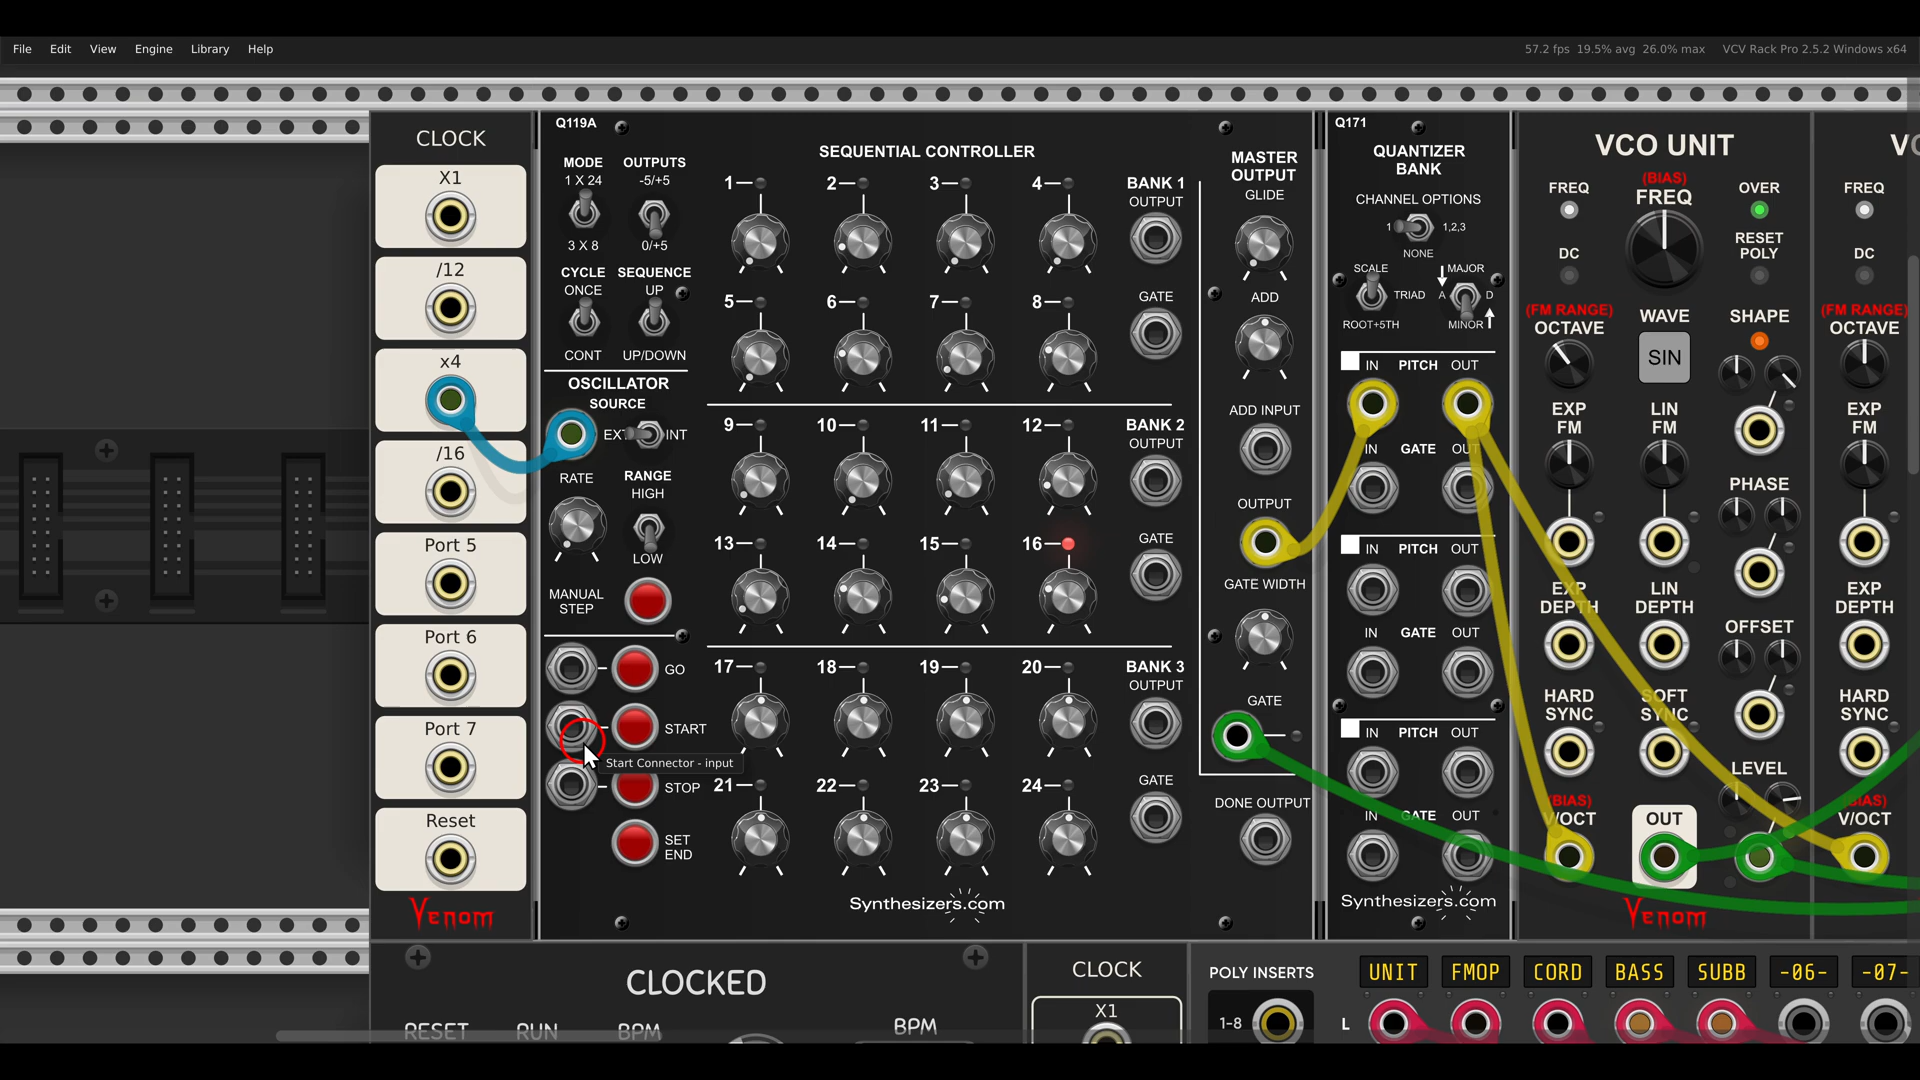 File Edit View Engine Library Help
57.2 fps 19.5% avg 26.0% max VCV Rack Pro 2.5.2 Windows x64
CLOCK
X1
/12
x4
/16
Port 5
Port 6
Port 7
Reset
Venom
Q119A
SEQUENTIAL CONTROLLER
MODE
1 X 24
3 X 8
OUTPUTS
-5/+5
0/+5
CYCLE
ONCE
CONT
SEQUENCE
UP
UP/DOWN
OSCILLATOR
SOURCE
EXT INT
RATE
RANGE
HIGH
LOW
MANUAL
STEP
GO
START
Start Connector - input
STOP
SET
END
1 2 3 4
5 6 7 8
BANK 1
OUTPUT
GATE
9 10 11 12
13 14 15 16
BANK 2
OUTPUT
GATE
17 18 19 20
21 22 23 24
BANK 3
OUTPUT
GATE
Synthesizers.com
MASTER
OUTPUT
GLIDE
ADD
ADD INPUT
OUTPUT
GATE WIDTH
GATE
DONE OUTPUT
Q171
QUANTIZER
BANK
CHANNEL OPTIONS
1 1,2,3
NONE
SCALE
TRIAD
ROOT+5TH
MAJOR
A D
MINOR
IN PITCH OUT
IN GATE OUT
IN PITCH OUT
IN GATE OUT
IN PITCH OUT
IN GATE OUT
Synthesizers.com
VCO UNIT
FREQ
(BIAS)
FREQ
OVER
DC
RESET
POLY
(FM RANGE)
OCTAVE
WAVE
SIN
SHAPE
EXP
FM
LIN
FM
PHASE
EXP
DEPTH
LIN
DEPTH
OFFSET
HARD
SYNC
SOFT
SYNC
LEVEL
(BIAS)
V/OCT
OUT
Venom
FREQ
DC
(FM RANGE)
OCTAVE
EXP
FM
EXP
DEPTH
HARD
SYNC
(BIAS)
V/OCT
CLOCKED
RESET RUN BPM BPM
CLOCK
X1
POLY INSERTS
1-8
L
UNIT FMOP CORD BASS SUBB -06- -07-